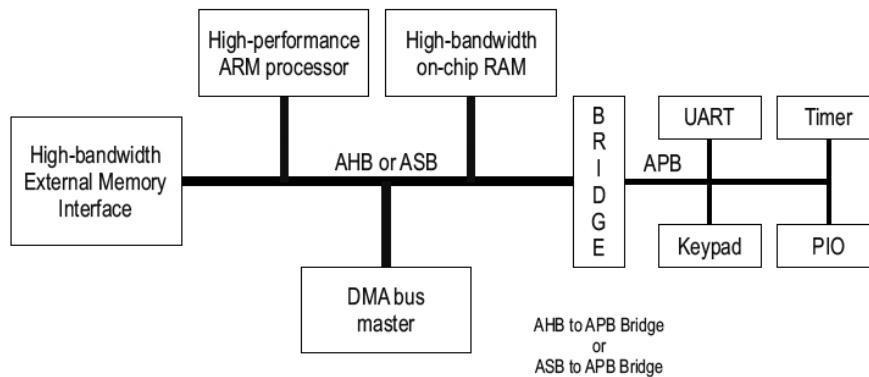 High-performance
ARM processor
High-bandwidth
on-chip RAM
High-bandwidth
External Memory
Interface
AHB or ASB
B
R
I
D
G
E
APB
UART
Timer
Keypad
PIO
DMA bus
master
AHB to APB Bridge
or
ASB to APB Bridge